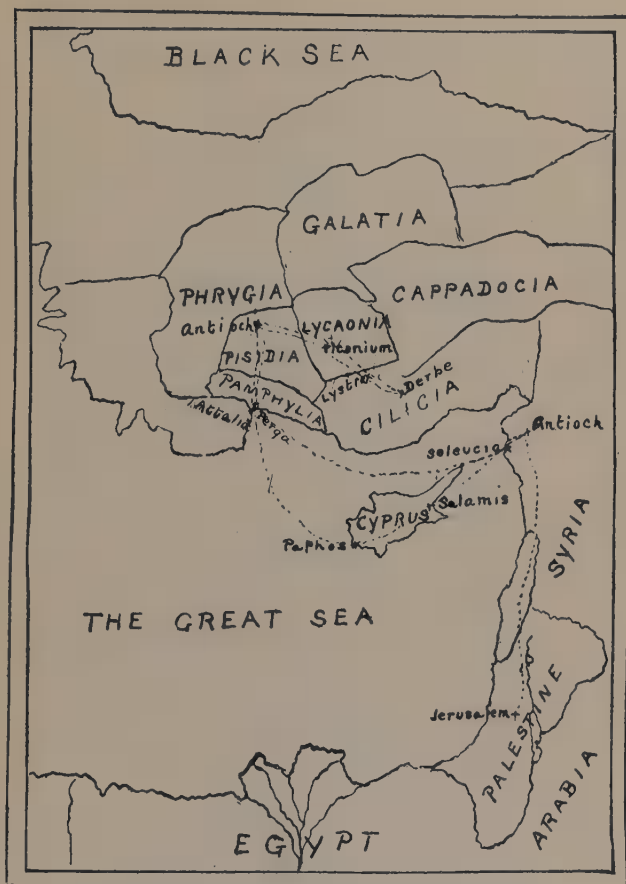 BLACK SEA
GALATIA
PHRYGIA
CAPPADOCIA
Antioch
LYCAONIA
Itonium
PISIDIA
Derbe
Lystra
PAMPHYLIA
CILICIA
Attalia
Perga
Antioch
Seleucia
Salamis
CYPRUS
Paphos
SYRIA
THE GREAT SEA
Jerusalem
PALESTINE
ARABIA
EGYPT